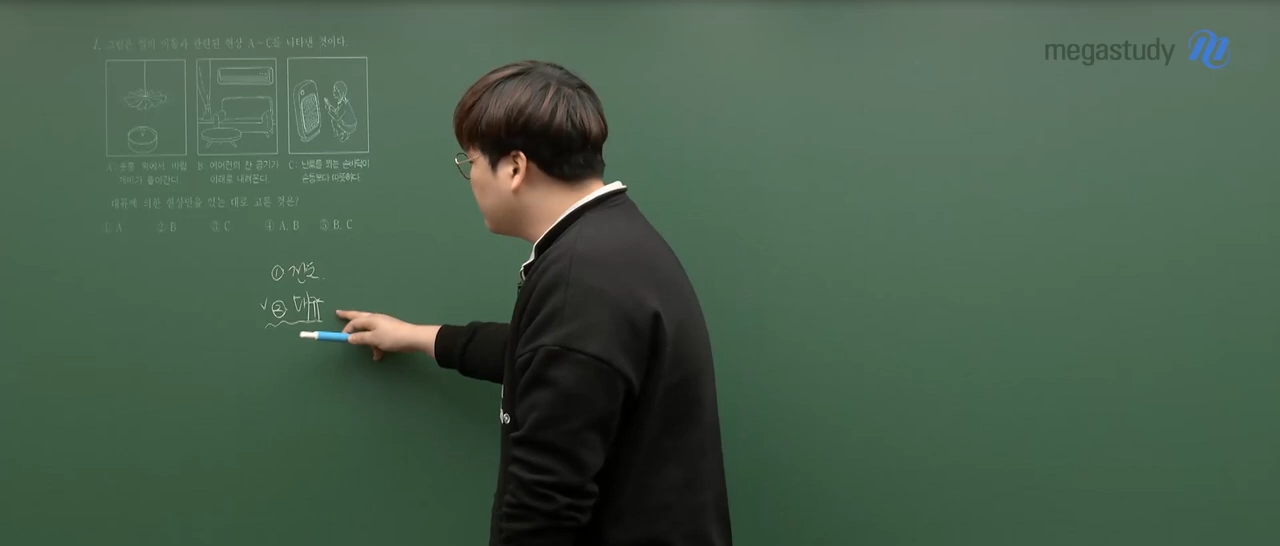 megastudy
1. 그림은 열의 이동과 관련된 현상 A~C를 나타낸 것이다.
A: 촛불 위에서 바람개비가 돌아간다.
B: 에어컨의 찬 공기가 아래로 내려온다.
C: 난로를 쬐는 손바닥이 손등보다 따뜻하다.
대류에 의한 현상만을 있는 대로 고른 것은?
① A ② B ③ C ④ A, B ⑤ B, C
① 전도.
✓② 대류